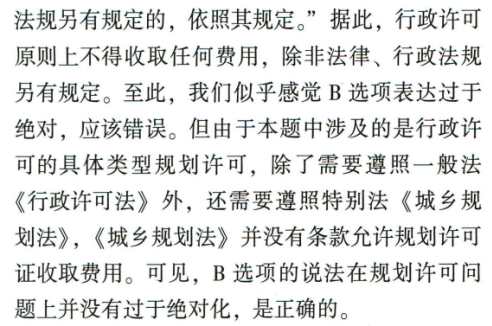 法规另有规定的，依照其规定。”据此，行政许可
原则上不得收取任何费用，除非法律、行政法规
另有规定。至此，我们似乎感觉 B 选项表达过于
绝对，应该错误。但由于本题中涉及的是行政许
可的具体类型规划许可，除了需要遵照一般法
《行政许可法》外，还需要遵照特别法《城乡规
划法》，《城乡规划法》并没有条款允许规划许可
证收取费用。可见，B 选项的说法在规划许可问
题上并没有过于绝对化，是正确的。